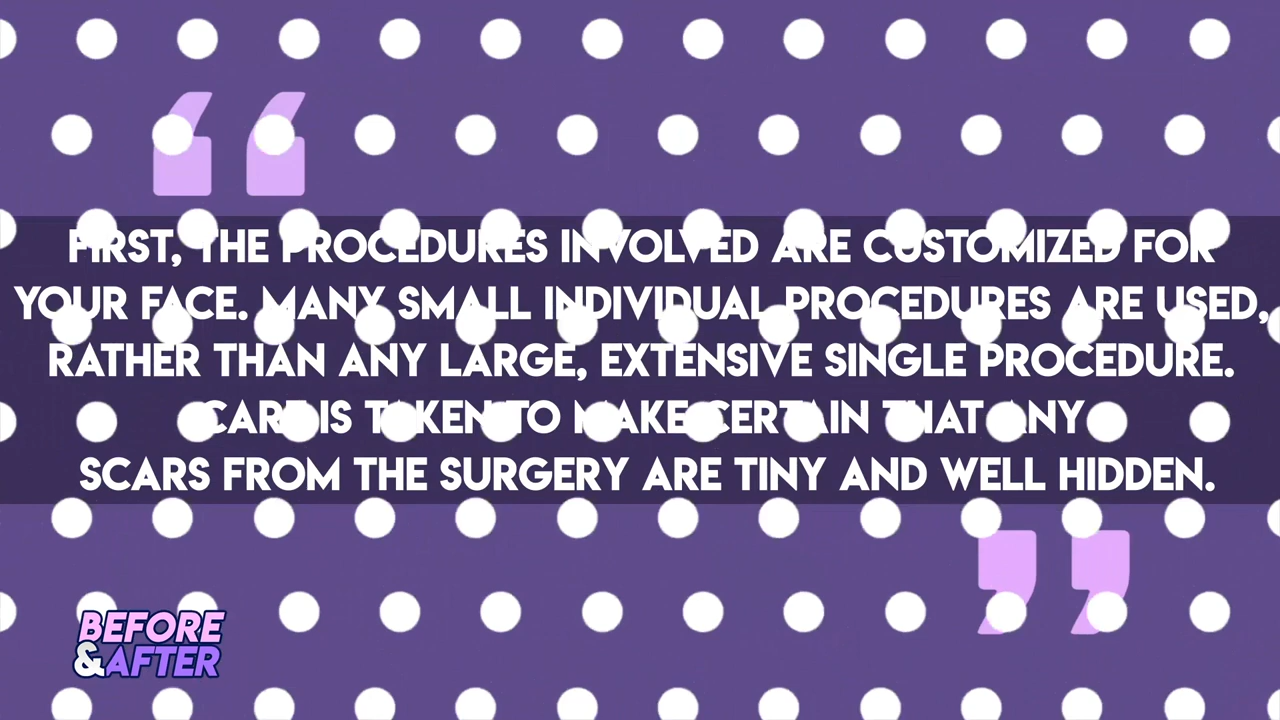 FIRST, THE PROCEDURES INVOLVED ARE CUSTOMIZED FOR
YOUR FACE. MANY SMALL INDIVIDUAL PROCEDURES ARE USED,
RATHER THAN ANY LARGE, EXTENSIVE SINGLE PROCEDURE.
CARE IS TAKEN TO MAKE CERTAIN THAT ANY
SCARS FROM THE SURGERY ARE TINY AND WELL HIDDEN.
BEFORE
&AFTER